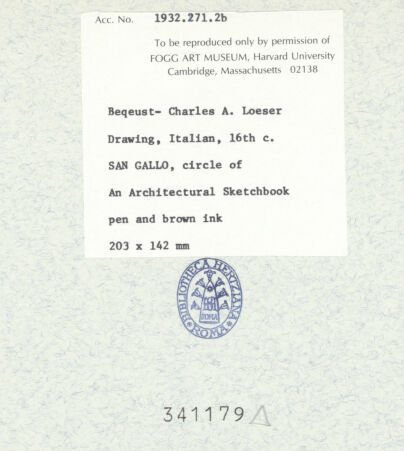 Acc. No. 1932.271.2b
To be reproduced only by permission of
FOGG ART MUSEUM, Harvard University
Cambridge, Massachusetts 02138
Beqeust- Charles A. Loeser
Drawing, Italian, 16th c.
SAN GALLO, circle of
An Architectural Sketchbook
pen and brown ink
203 x 142 mm
BIBLIOTHECA HERTZIANA
ROMA
ROMA
341179